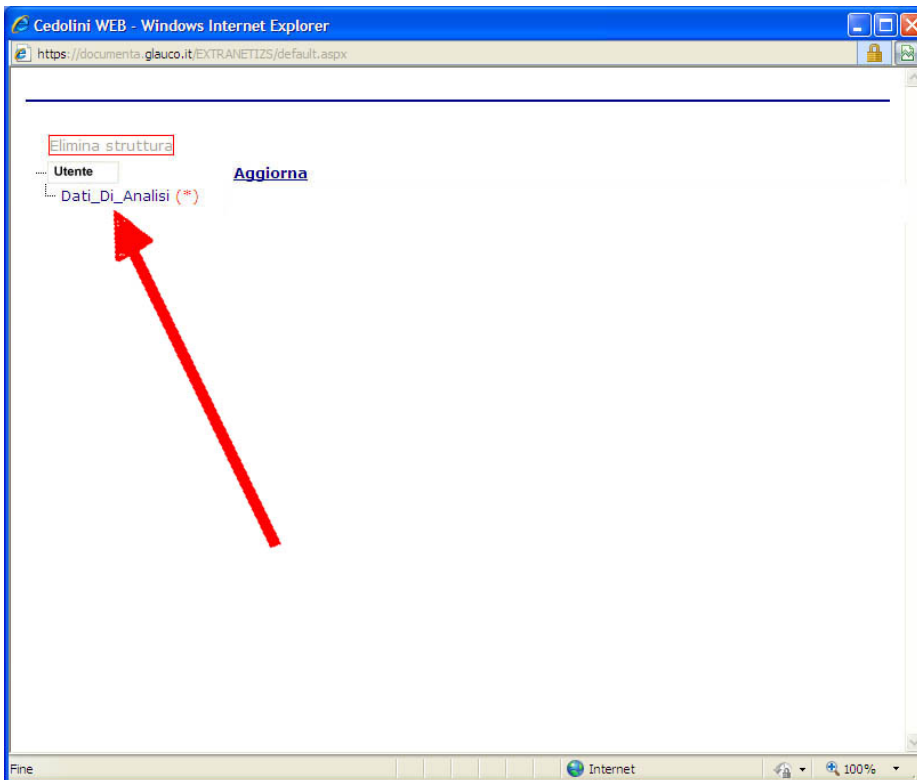 Cedolini WEB - Windows Internet Explorer
https://documenta.glauco.it/EXTRANETIZS/default.aspx
Elimina struttura
Utente
Aggiorna
Dati_Di_Analisi (*)
Fine
Internet
100%